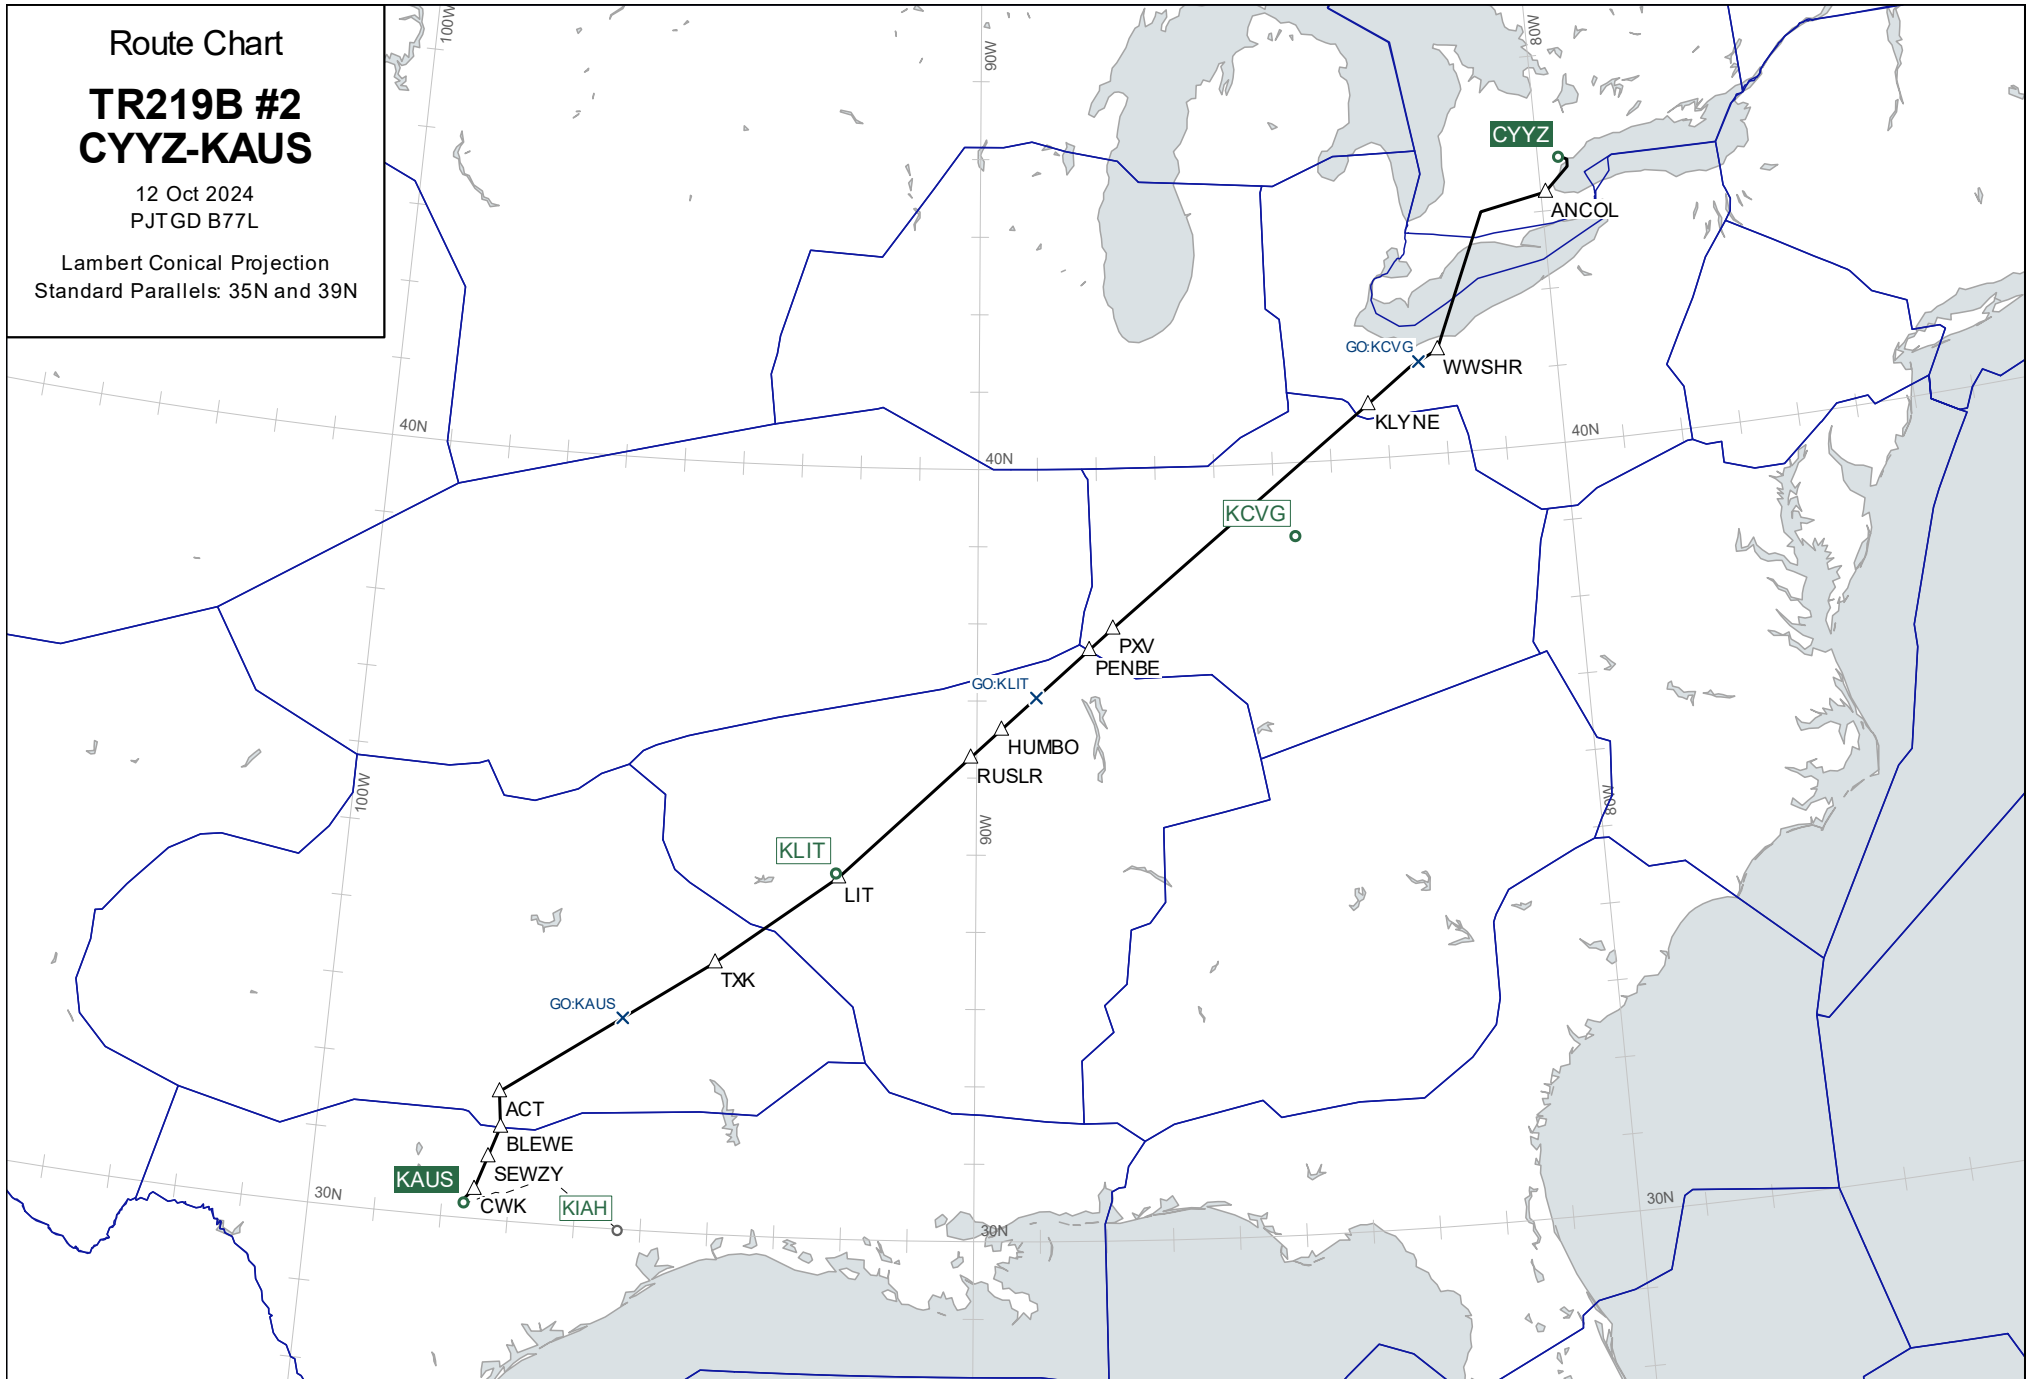 Route Chart
TR219B #2
CYYZ-KAUS
12 Oct 2024
PJTGD B77L
Lambert Conical Projection
Standard Parallels: 35N and 39N
100W
90W
80W
CYYZ
ANCOL
GO:KCVG
WWSHR
KLYNE
40N
40N
40N
KCVG
PXV
PENBE
GO:KLIT
HUMBO
RUSLR
100W
90W
80W
KLIT
LIT
TXK
GO:KAUS
ACT
BLEWE
SEWZY
KAUS
CWK
KIAH
30N
30N
30N